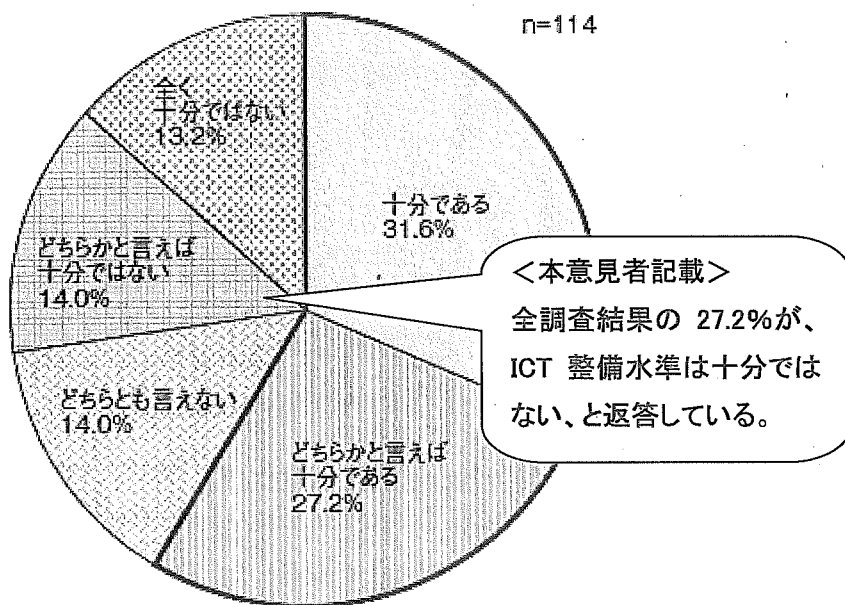 n=114
全く
十分ではない
13.2%
十分である
31.6%
どちらかと言えば
十分ではない
14.0%
<本意見者記載>
全調査結果の 27.2%が、
ICT 整備水準は十分では
ない、と返答している。
どちらとも言えない
14.0%
どちらかと言えば
十分である
27.2%